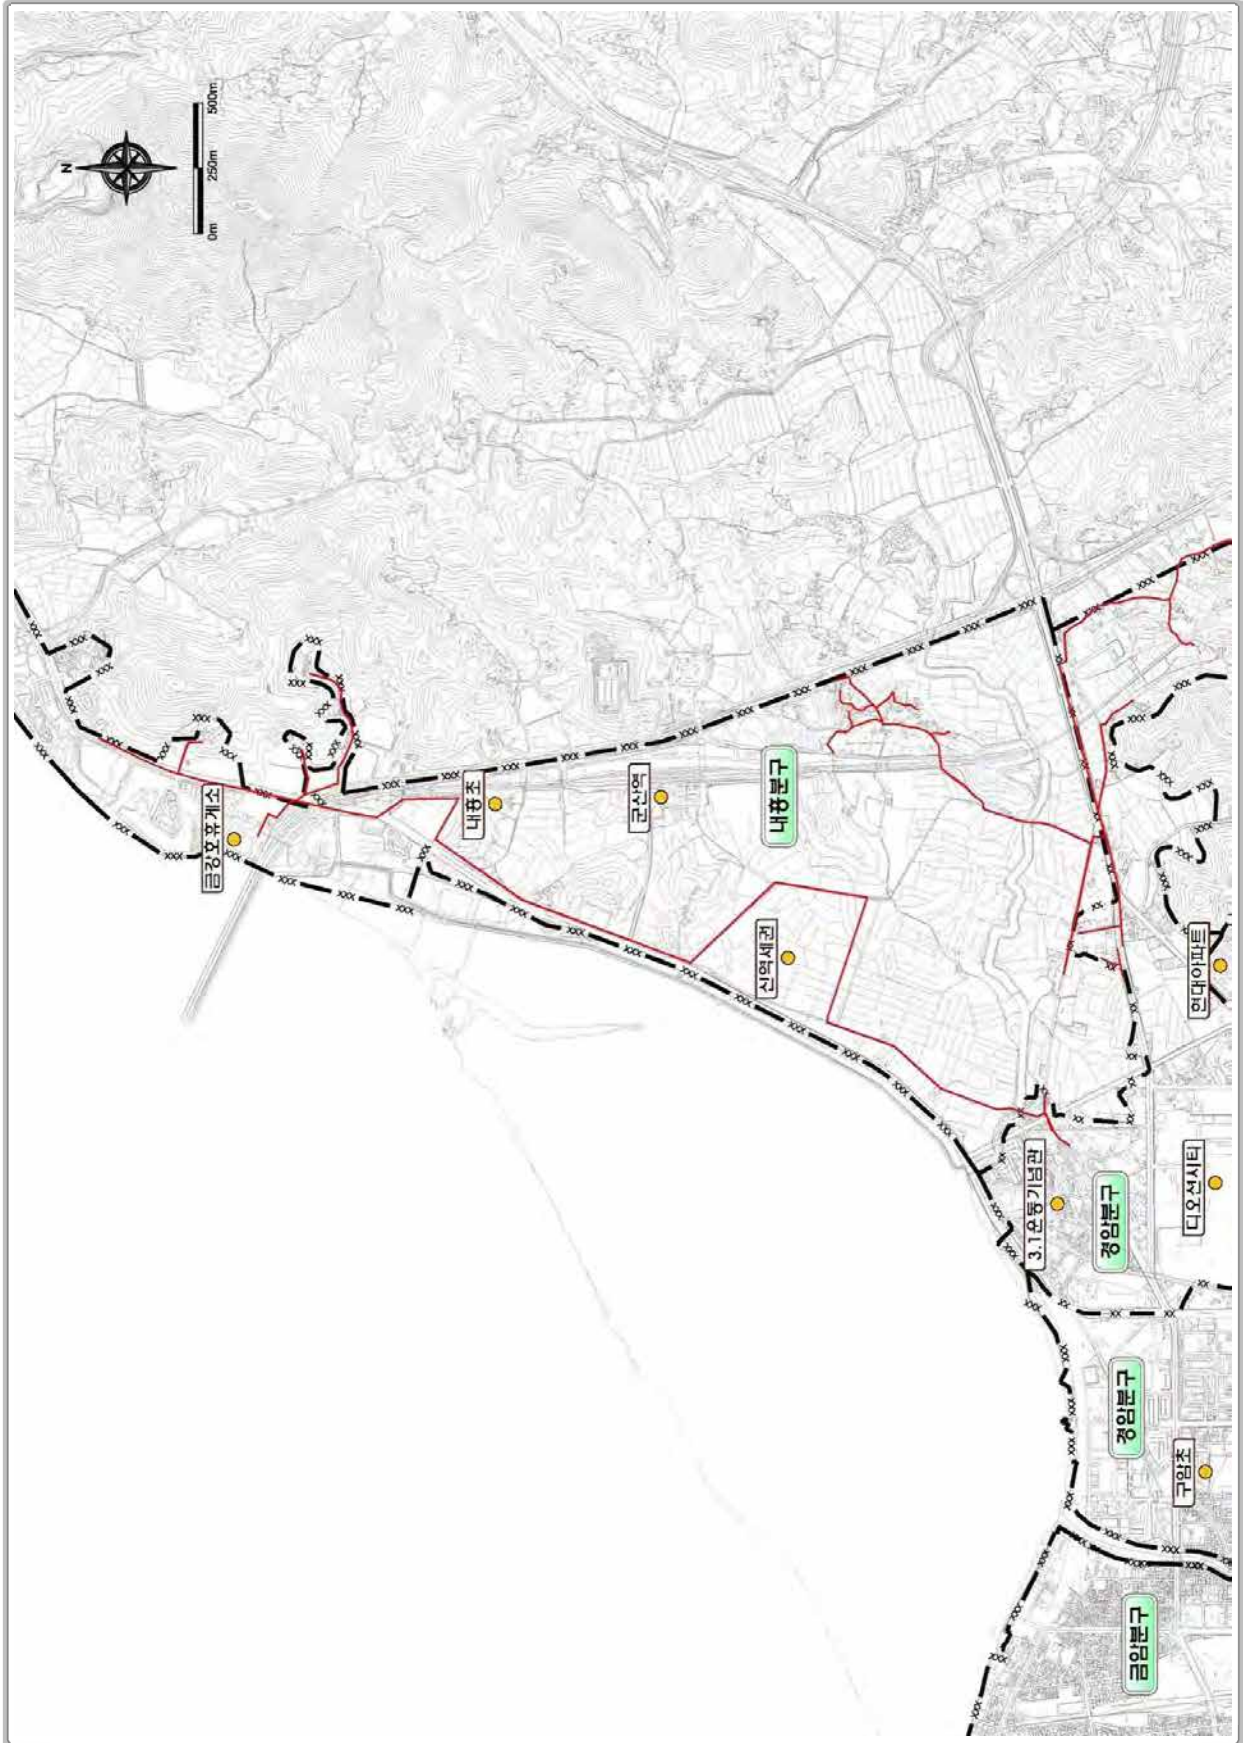 N
0m 250m 500m
금강호휴게소
내흥초
군산역
신역세권
내흥분구
3.1운동기념관
경암분구
경암분구
금암분구
구암초
디오션시티
현대아파트